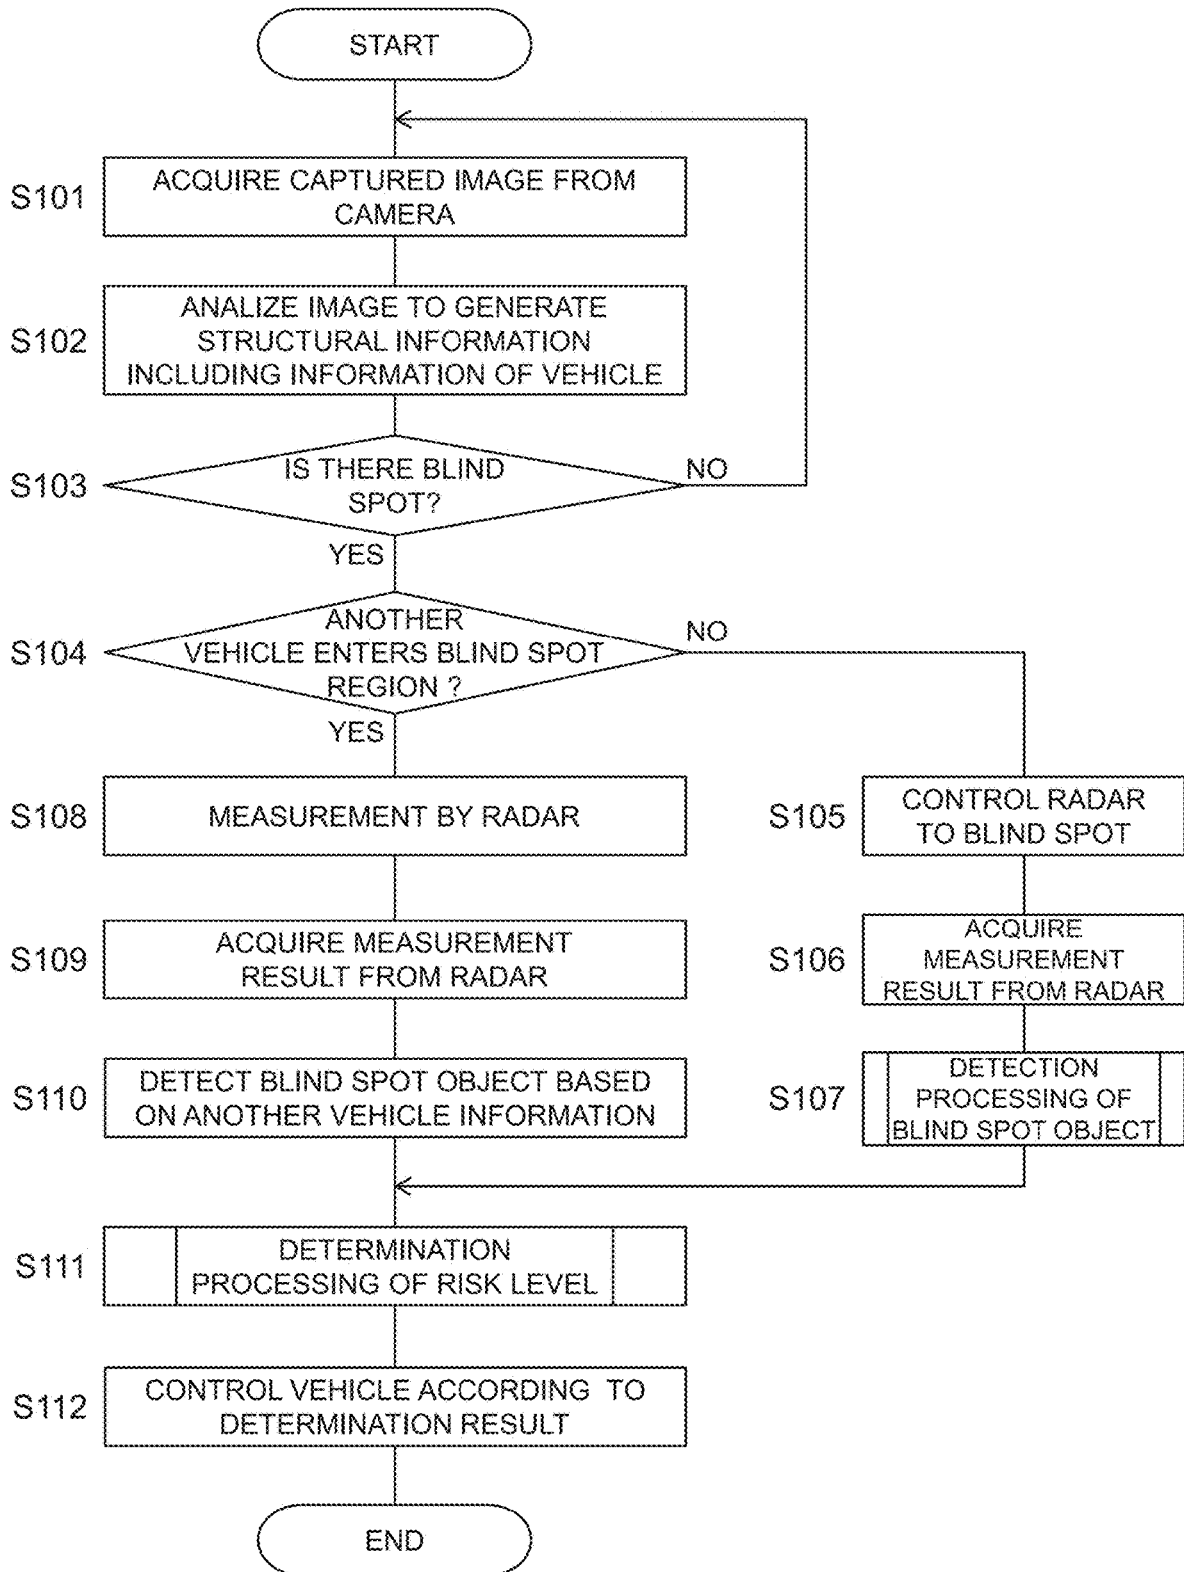 START
S101
ACQUIRE CAPTURED IMAGE FROM
CAMERA
S102
ANALIZE IMAGE TO GENERATE
STRUCTURAL INFORMATION
INCLUDING INFORMATION OF VEHICLE
S103
IS THERE BLIND
SPOT?
NO
YES
S104
ANOTHER
VEHICLE ENTERS BLIND SPOT
REGION ?
NO
YES
S108
MEASUREMENT BY RADAR
S105
CONTROL RADAR
TO BLIND SPOT
S109
ACQUIRE MEASUREMENT
RESULT FROM RADAR
S106
ACQUIRE
MEASUREMENT
RESULT FROM RADAR
S110
DETECT BLIND SPOT OBJECT BASED
ON ANOTHER VEHICLE INFORMATION
S107
DETECTION
PROCESSING OF
BLIND SPOT OBJECT
S111
DETERMINATION
PROCESSING OF RISK LEVEL
S112
CONTROL VEHICLE ACCORDING TO
DETERMINATION RESULT
END